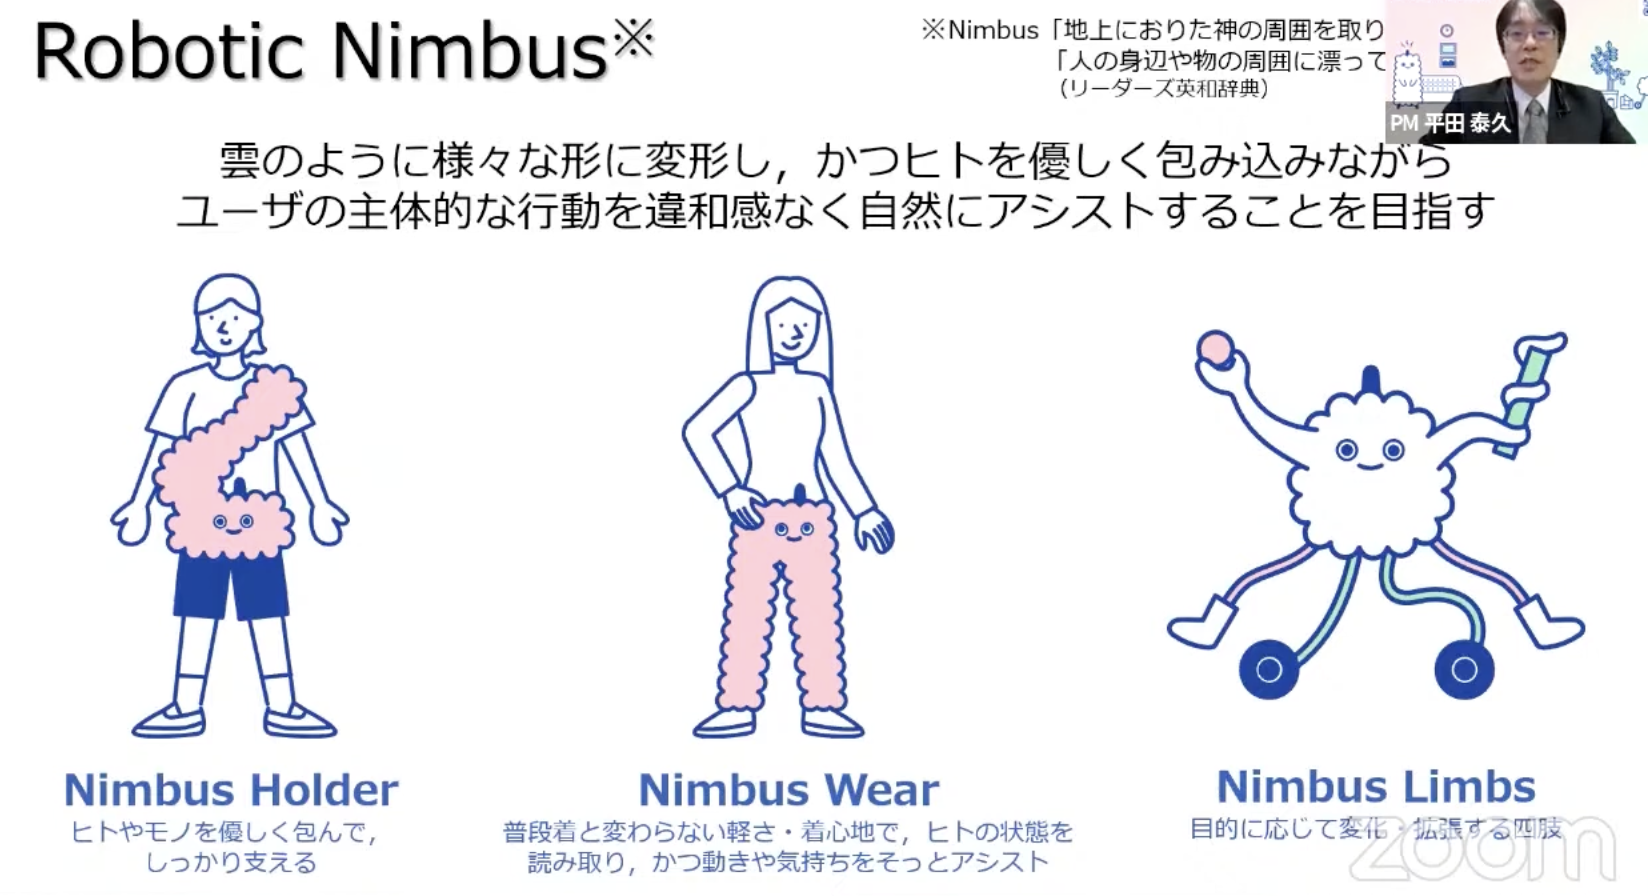 Robotic Nimbus※
※Nimbus「地上におりた神の周囲を取り
「人の身辺や物の周囲に漂って
（リーダーズ英和辞典）
PM 平田 泰久
雲のように様々な形に変形し，かつヒトを優しく包み込みながら
ユーザの主体的な行動を違和感なく自然にアシストすることを目指す
Nimbus Holder
ヒトやモノを優しく包んで，
しっかり支える
Nimbus Wear
普段着と変わらない軽さ・着心地で，ヒトの状態を
読み取り，かつ動きや気持ちをそっとアシスト
Nimbus Limbs
目的に応じて変化・拡張する四肢
zoom